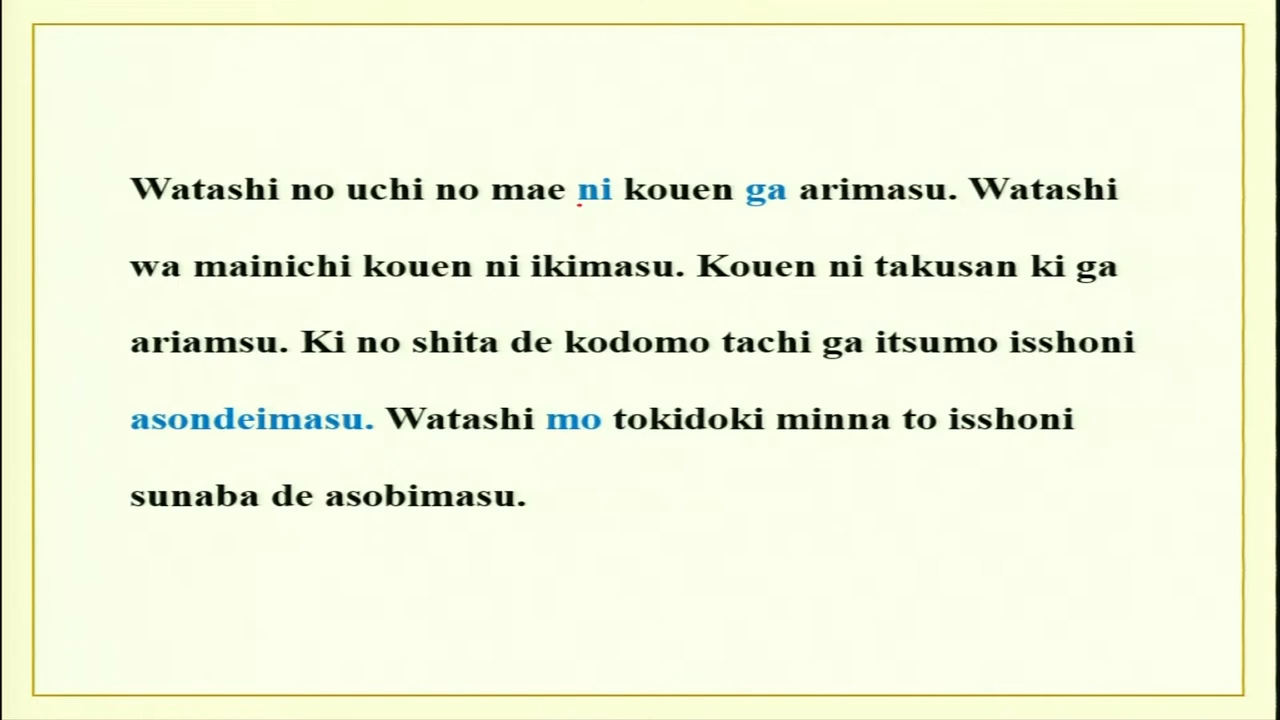 Watashi no uchi no mae ni kouen ga arimasu. Watashi
wa mainichi kouen ni ikimasu. Kouen ni takusan ki ga
ariamsu. Ki no shita de kodomo tachi ga itsumo isshoni
asondeimasu. Watashi mo tokidoki minna to isshoni
sunaba de asobimasu.